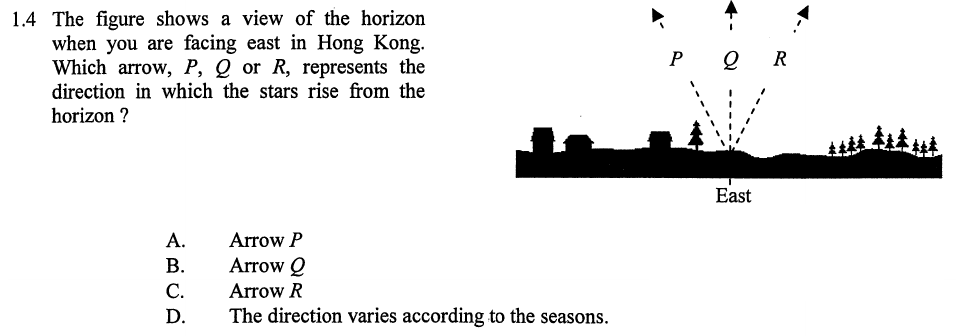 1.4 The figure shows a view of the horizon
when you are facing east in Hong Kong.
Which arrow, P, Q or R, represents the
direction in which the stars rise from the
horizon ?
P Q R
East
A. Arrow P
B. Arrow Q
C. Arrow R
D. The direction varies according to the seasons.